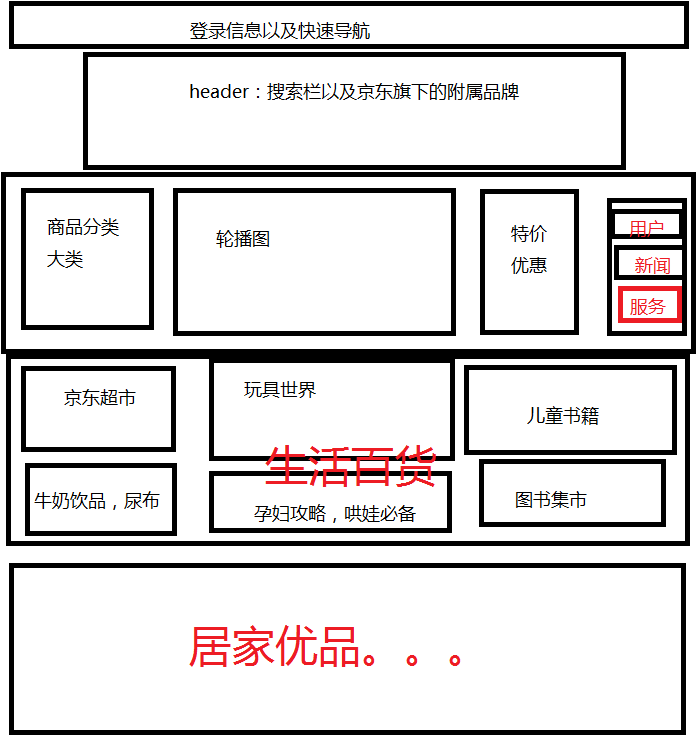 登录信息以及快速导航
header：搜索栏以及京东旗下的附属品牌
商品分类
大类
轮播图
特价
优惠
用户
新闻
服务
京东超市
玩具世界
儿童书籍
生活百货
牛奶饮品，尿布
孕妇攻略，哄娃必备
图书集市
居家优品。。。